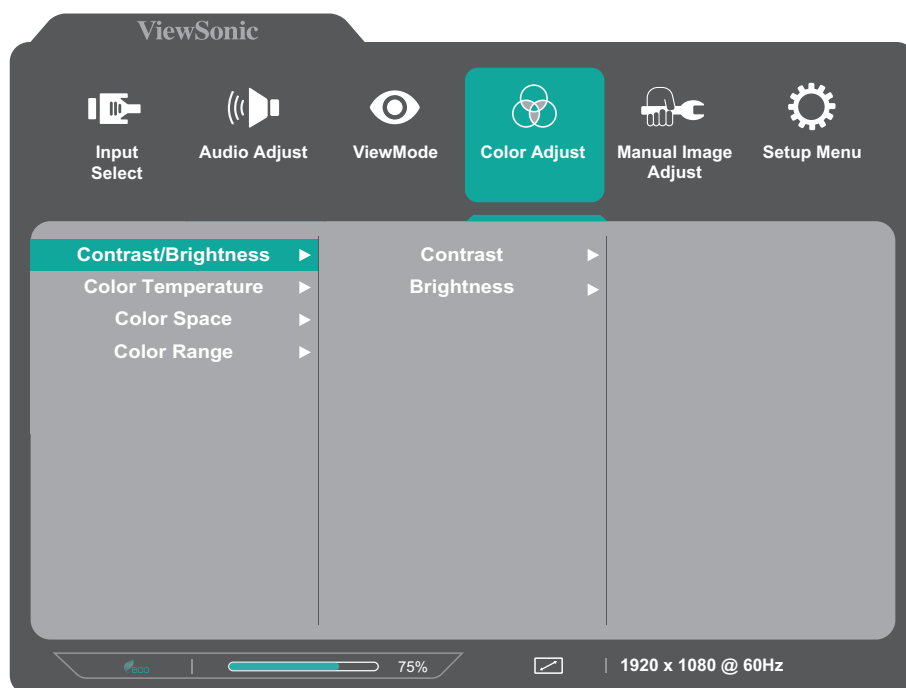 ViewSonic
Input
Select
Audio Adjust
ViewMode
Color Adjust
Manual Image
Adjust
Setup Menu
Contrast/Brightness
Color Temperature
Color Space
Color Range
Contrast
Brightness
eco
75%
1920 x 1080 @ 60Hz